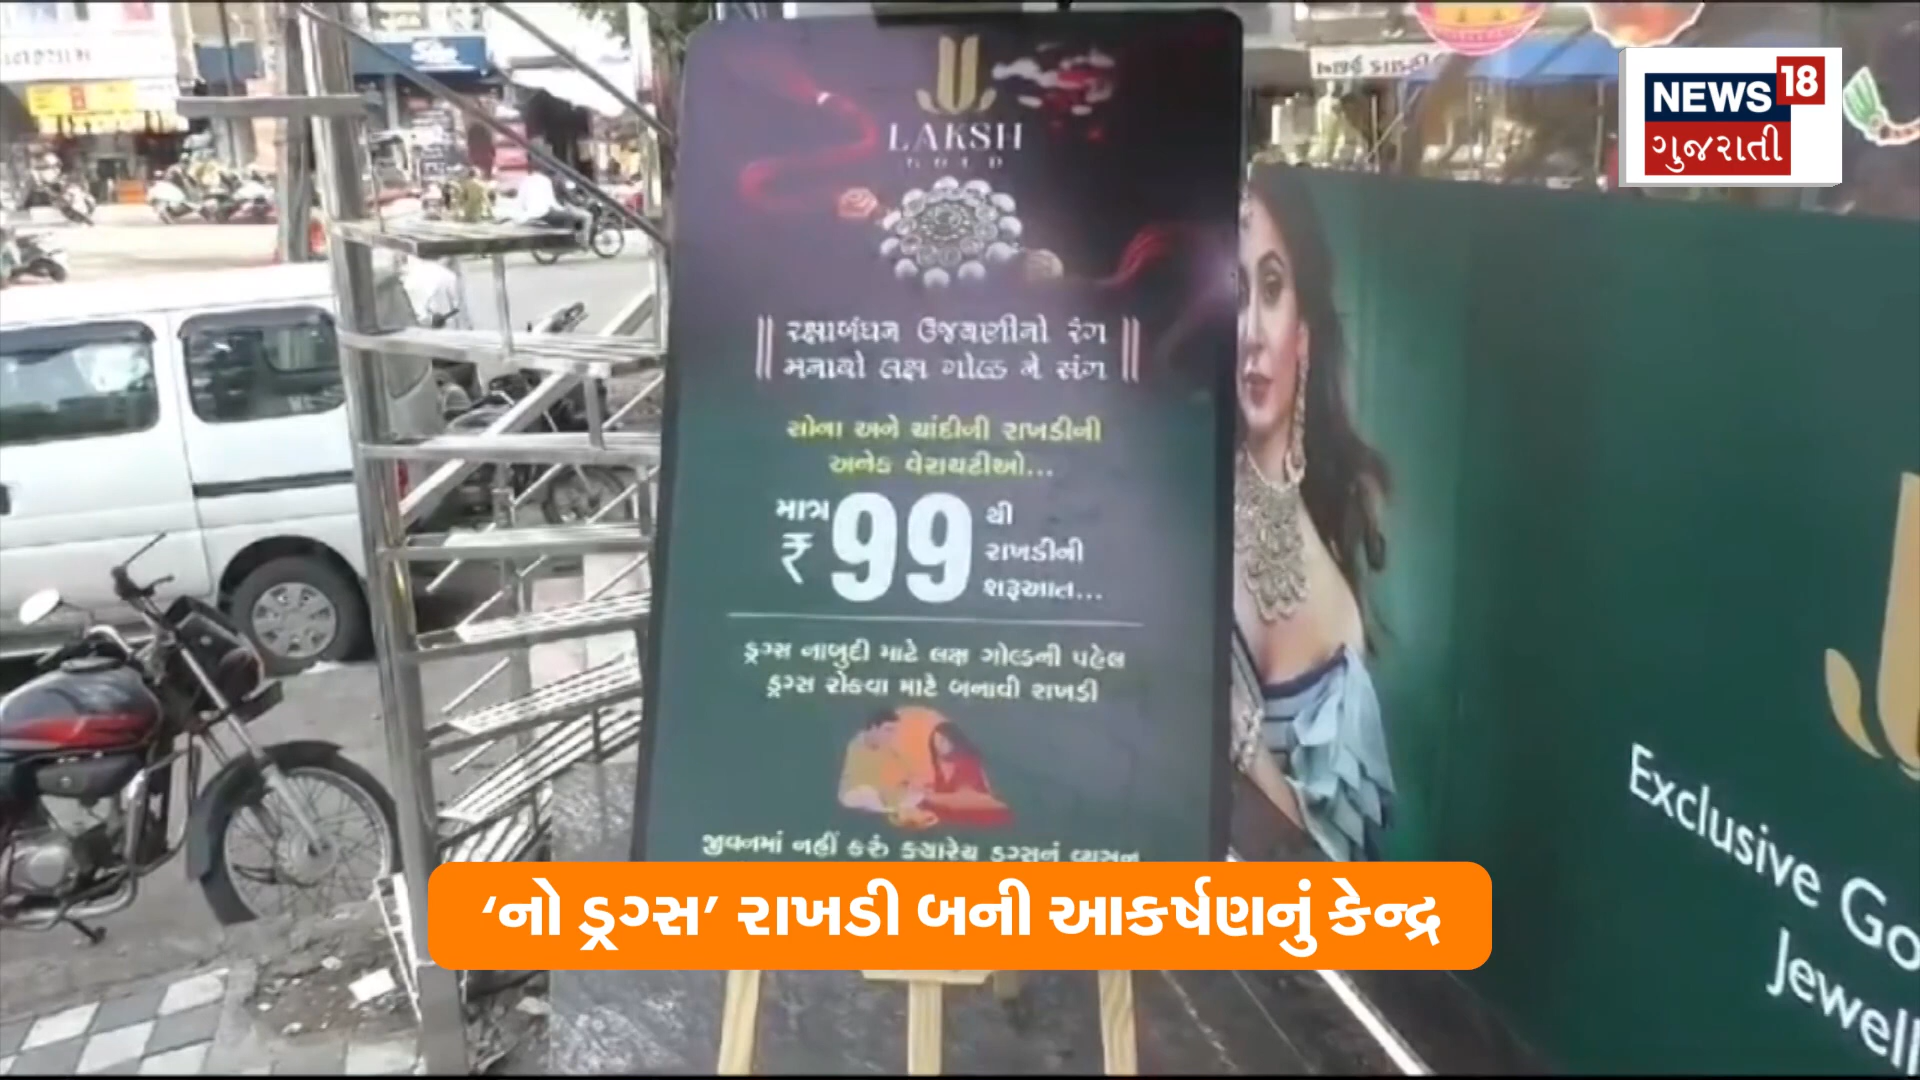 LAKSH
GOLD
રક્ષાબંધન ઉજવણીનો રંગ
મનાવો લક્ષ ગોલ્ડ ને સંગ
સોના અને ચાંદીની રાખડીની
અનેક વેરાયટીઓ...
માત્ર
₹ 99 થી
રાખડીની
શરૂઆત...
ડ્રગ્સ નાબુદી માટે લક્ષ ગોલ્ડની પહેલ
ડ્રગ્સ રોકવા માટે બનાવી રાખડી
જીવનમાં નહીં કરું ક્યારેય ડ્રગ્સનું વ્યસન
NEWS 18
ગુજરાતી
Exclusive Go
Jewell
‘નો ડ્રગ્સ’ રાખડી બની આકર્ષણનું કેન્દ્ર